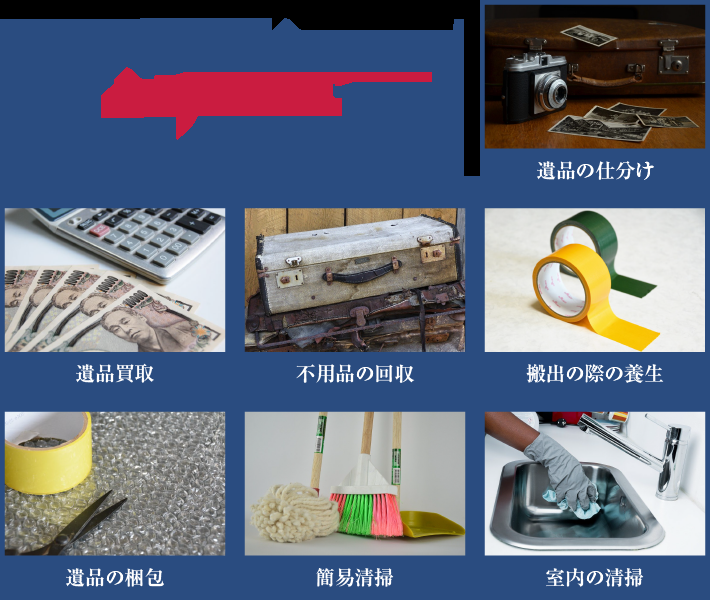 遺品の仕分け
遺品買取
不用品の回収
搬出の際の養生
遺品の梱包
簡易清掃
室内の清掃